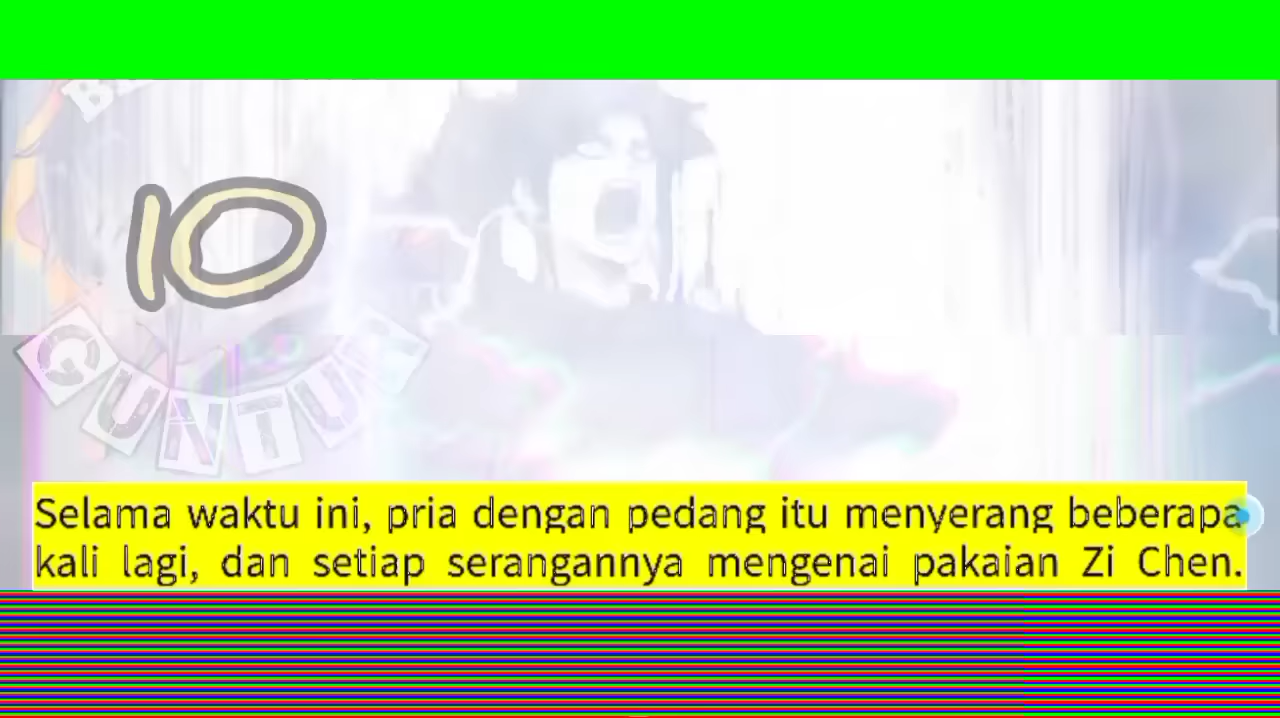 10
GUNTUR
Selama waktu ini, pria dengan pedang itu menyerang beberapa
kali lagi, dan setiap serangannya mengenai pakaian Zi Chen.